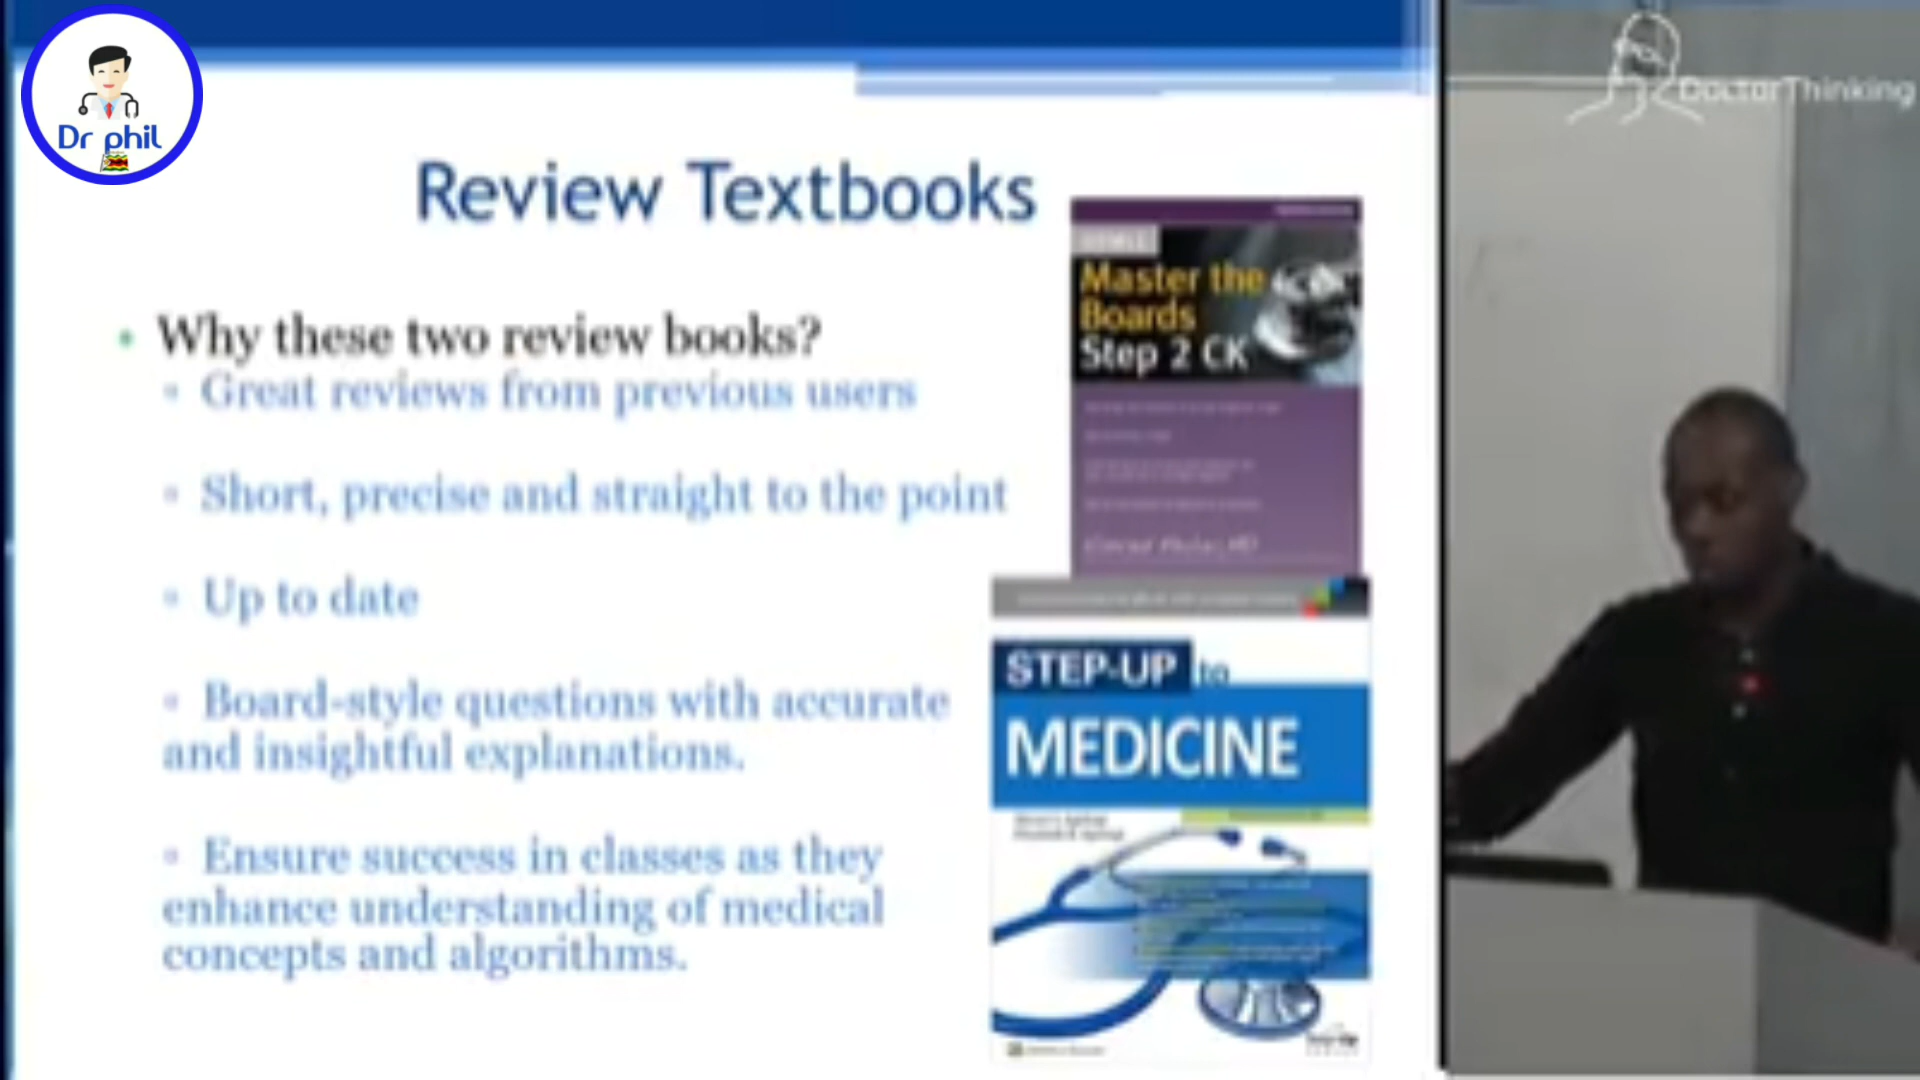 Dr phil
DoctorThinking
Review Textbooks
Why these two review books?
Great reviews from previous users
Short, precise and straight to the point
Up to date
Board-style questions with accurate
and insightful explanations.
Ensure success in classes as they
enhance understanding of medical
concepts and algorithms.
Master the
Boards
Step 2 CK
STEP-UP to
MEDICINE